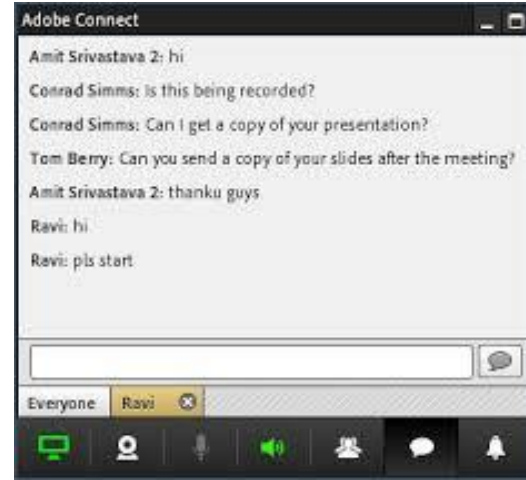 Adobe Connect
Amit Srivastava 2: hi
Conrad Simms: Is this being recorded?
Conrad Simms: Can I get a copy of your presentation?
Tom Berry: Can you send a copy of your slides after the meeting?
Amit Srivastava 2: thanku guys
Ravi: hi
Ravi: pls start
Everyone Ravi